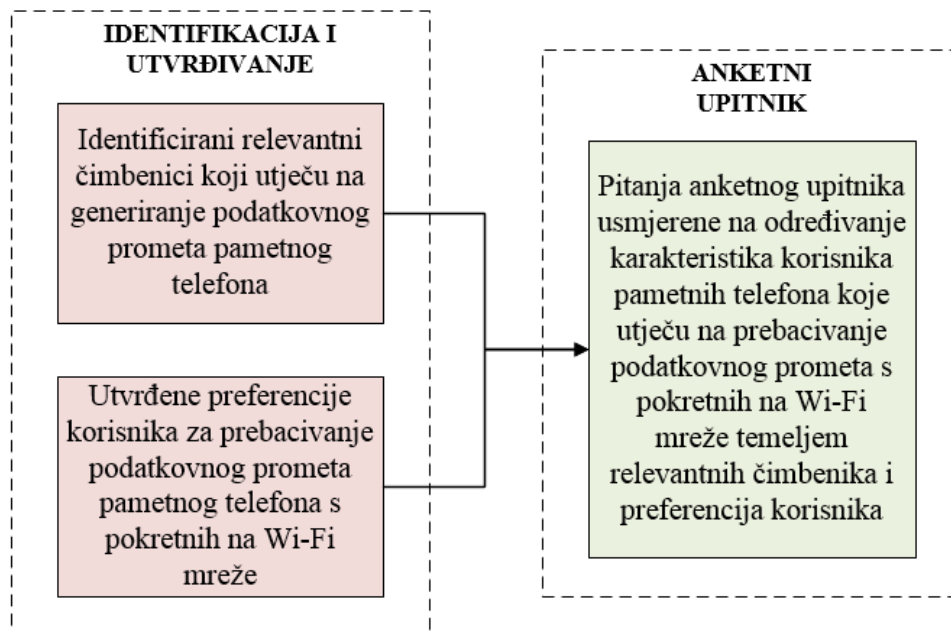 IDENTIFIKACIJA I
UTVRĐIVANJE
Identificirani relevantni
čimbenici koji utječu na
generiranje podatkovnog
prometa pametnog
telefona
Utvrđene preferencije
korisnika za prebacivanje
podatkovnog prometa
pametnog telefona s
pokretnih na Wi-Fi
mreže
ANKETNI
UPITNIK
Pitanja anketnog upitnika
usmjerene na određivanje
karakteristika korisnika
pametnih telefona koje
utječu na prebacivanje
podatkovnog prometa s
pokretnih na Wi-Fi
mreže temeljem
relevantnih čimbenika i
preferencija korisnika